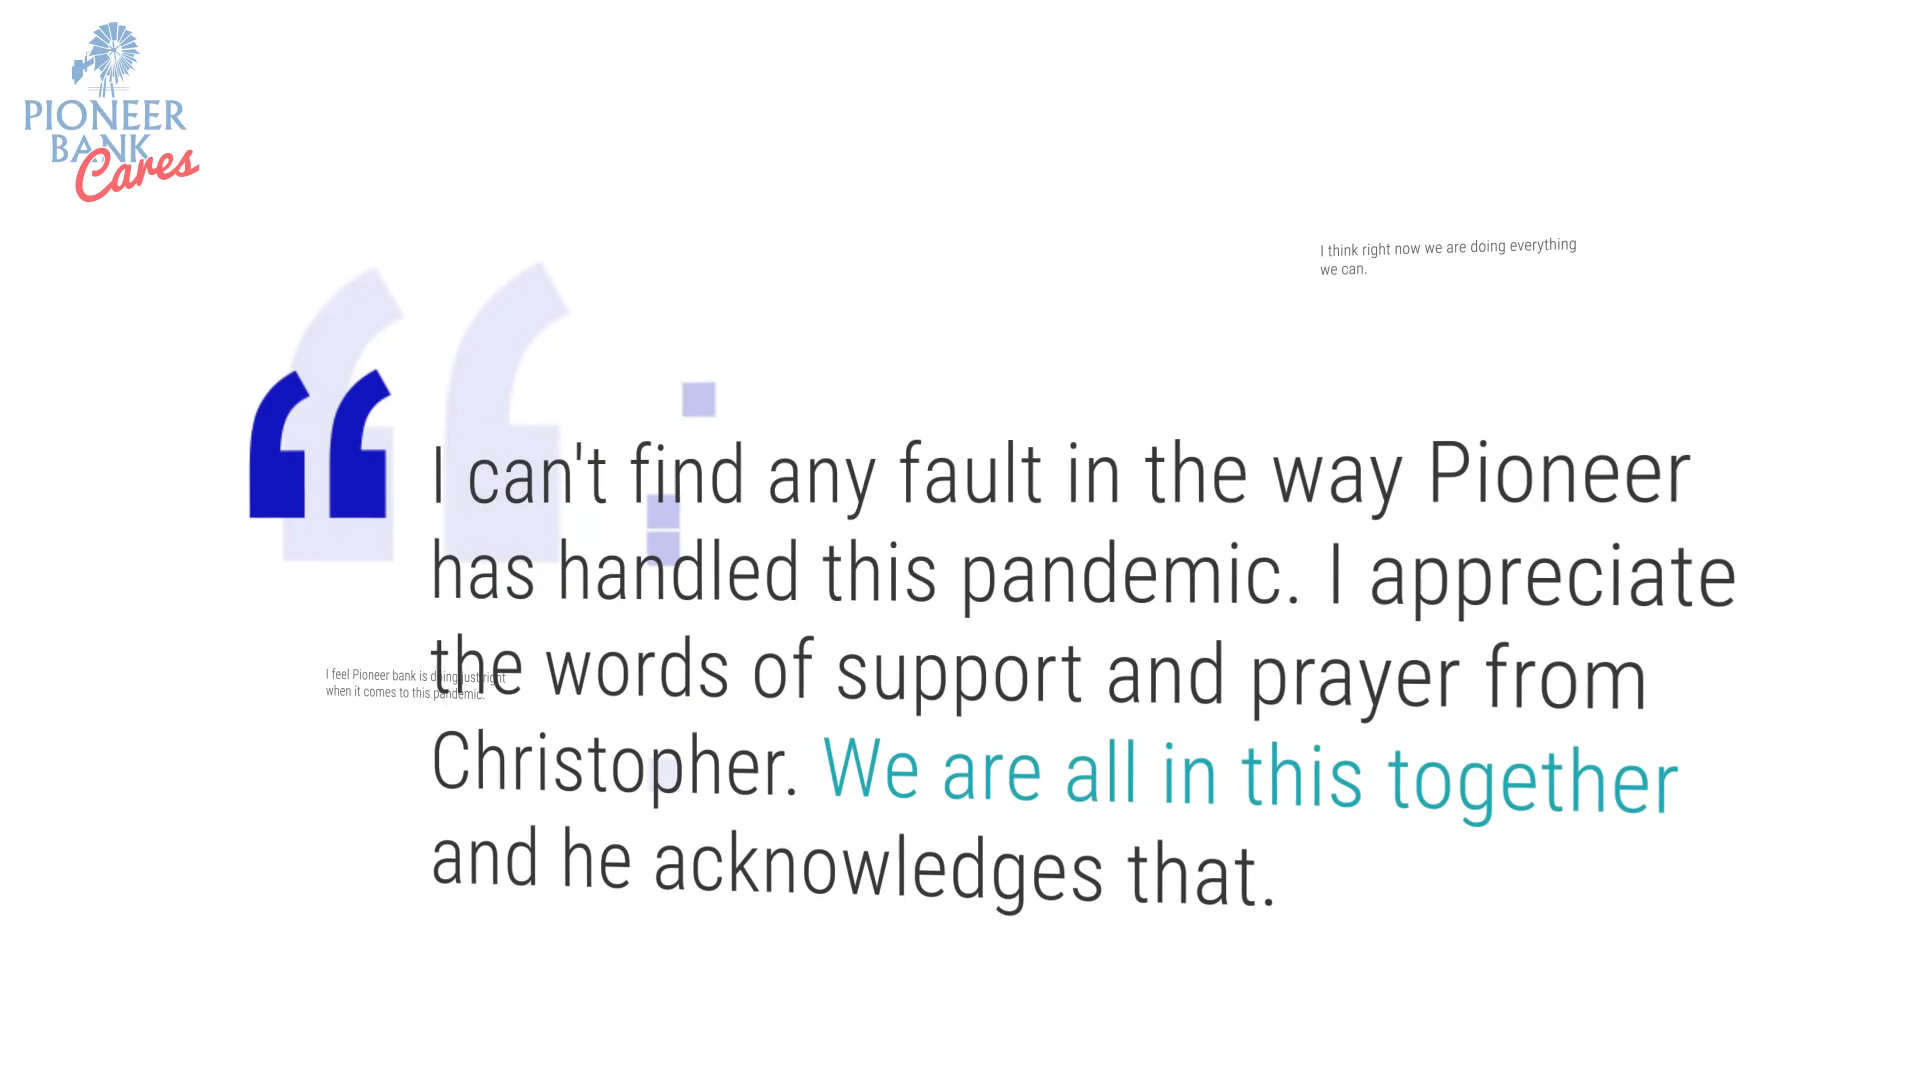 PIONEER
BANK
Cares
I think right now we are doing everything
we can.
I can't find any fault in the way Pioneer
has handled this pandemic. I appreciate
the words of support and prayer from
I feel Pioneer bank is doing just right
when it comes to this pandemic.
Christopher. We are all in this together
and he acknowledges that.